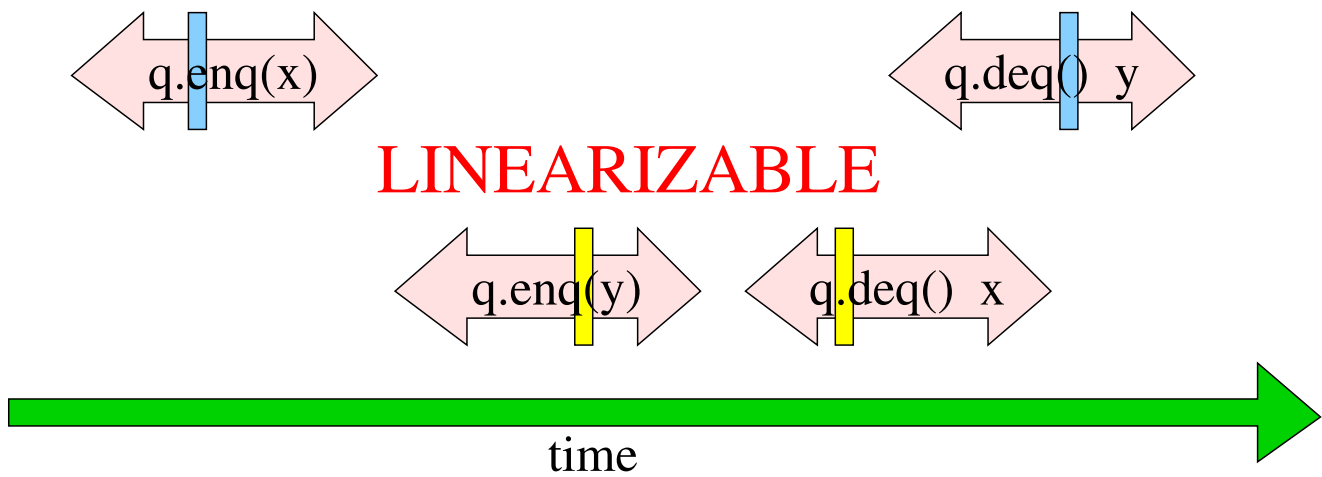 q.enq(x) q.deq() y
LINEARIZABLE
q.enq(y) q.deq() x
time